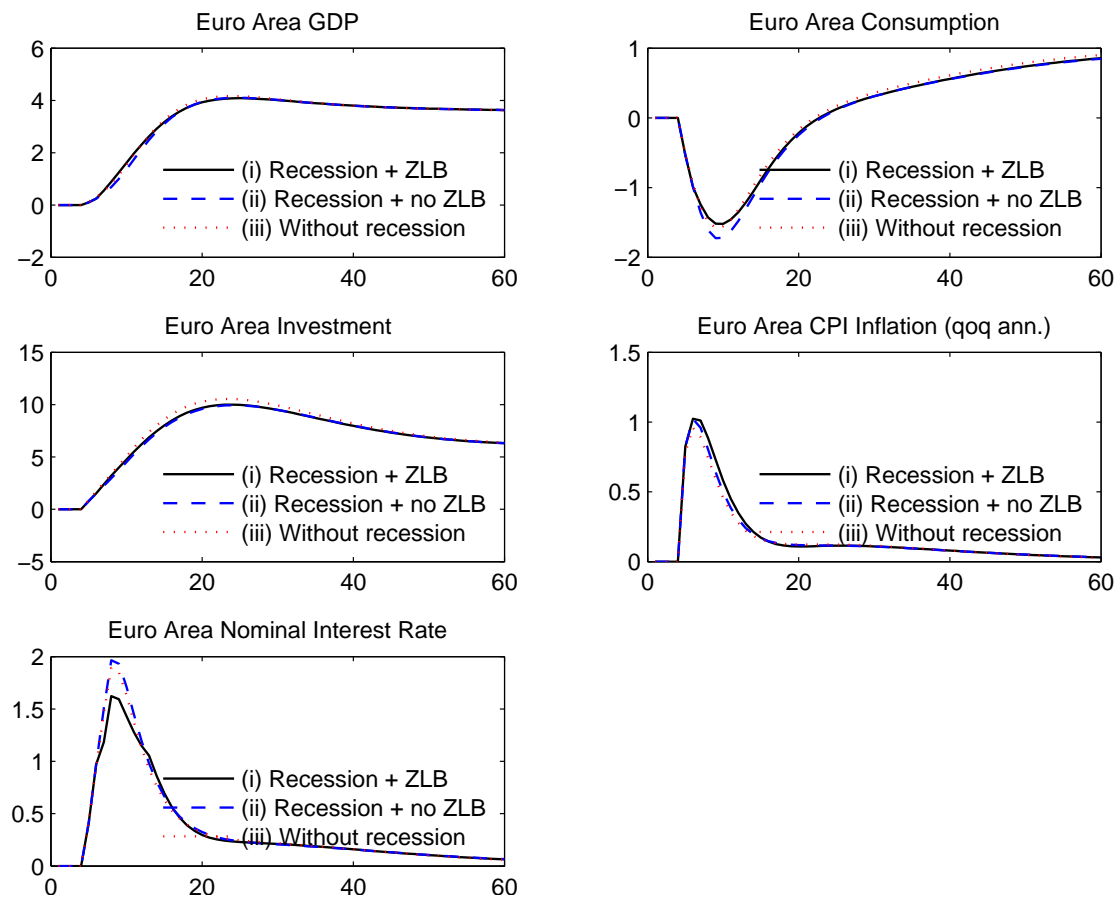 Euro Area GDP
6
4
2
0
−2
0 20 40 60
(i) Recession + ZLB
(ii) Recession + no ZLB
(iii) Without recession
Euro Area Consumption
1
0
−1
−2
0 20 40 60
(i) Recession + ZLB
(ii) Recession + no ZLB
(iii) Without recession
Euro Area Investment
15
10
5
0
−5
0 20 40 60
(i) Recession + ZLB
(ii) Recession + no ZLB
(iii) Without recession
Euro Area CPI Inflation (qoq ann.)
1.5
1
0.5
0
0 20 40 60
(i) Recession + ZLB
(ii) Recession + no ZLB
(iii) Without recession
Euro Area Nominal Interest Rate
2
1.5
1
0.5
0
0 20 40 60
(i) Recession + ZLB
(ii) Recession + no ZLB
(iii) Without recession